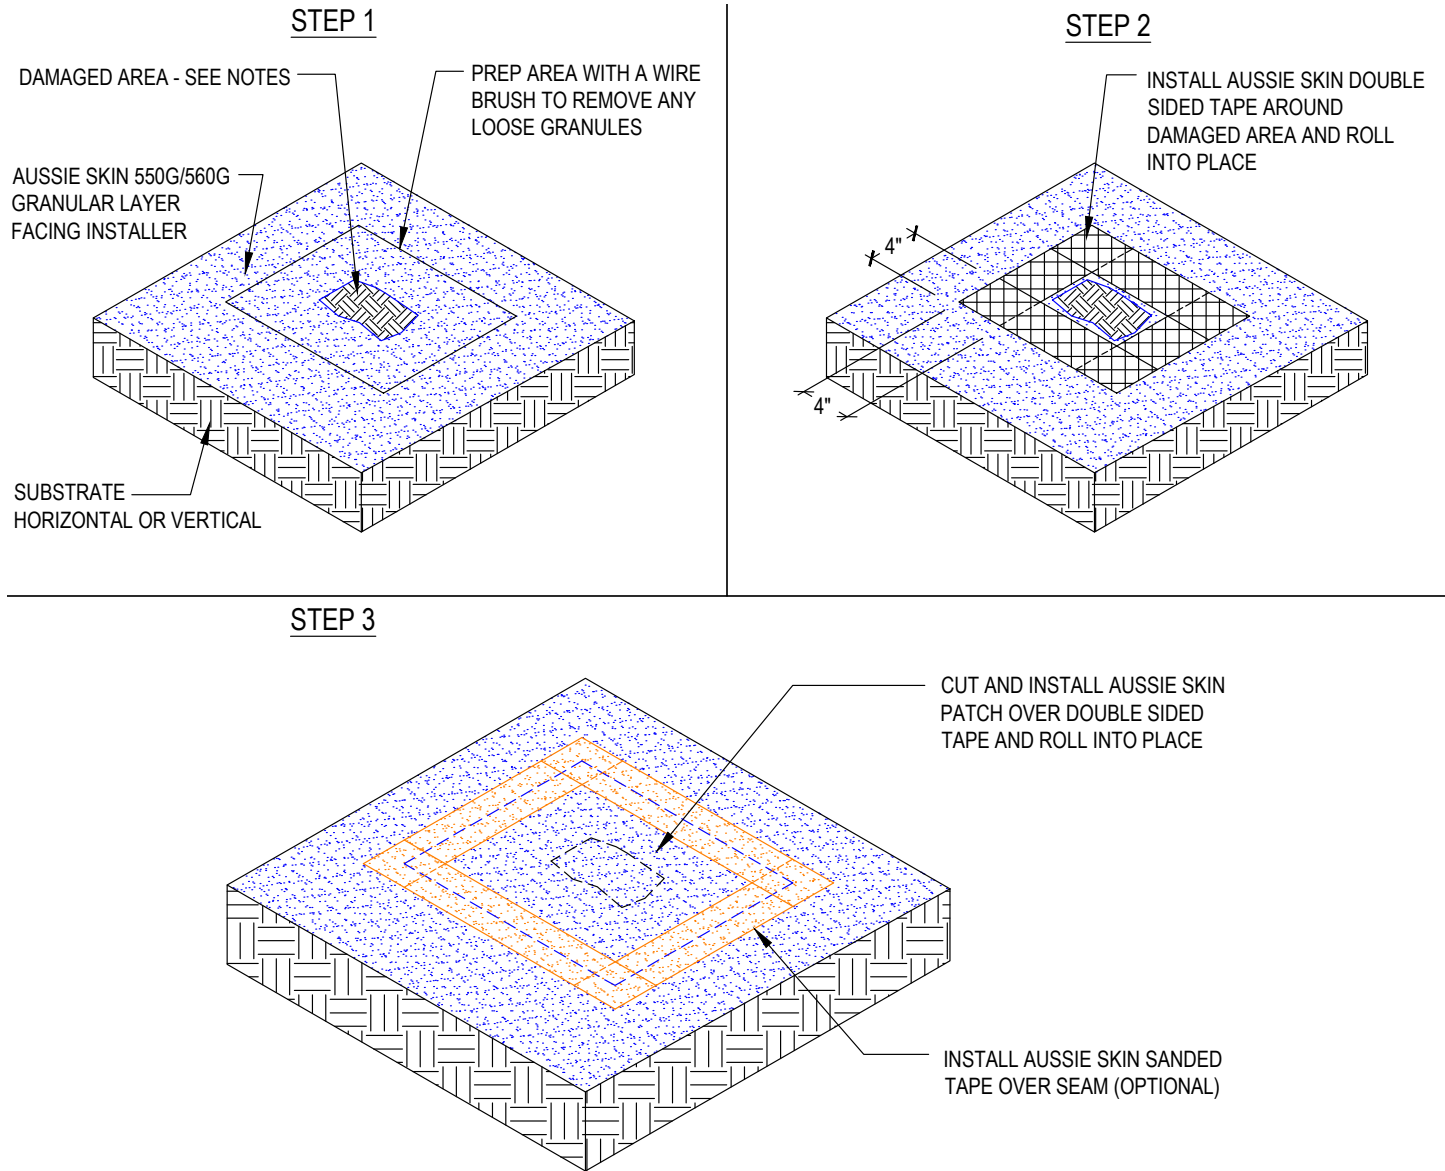 STEP 1
DAMAGED AREA - SEE NOTES
PREP AREA WITH A WIRE
BRUSH TO REMOVE ANY
LOOSE GRANULES
AUSSIE SKIN 550G/560G
GRANULAR LAYER
FACING INSTALLER
SUBSTRATE
HORIZONTAL OR VERTICAL
STEP 2
INSTALL AUSSIE SKIN DOUBLE
SIDED TAPE AROUND
DAMAGED AREA AND ROLL
INTO PLACE
4"
4"
STEP 3
CUT AND INSTALL AUSSIE SKIN
PATCH OVER DOUBLE SIDED
TAPE AND ROLL INTO PLACE
INSTALL AUSSIE SKIN SANDED
TAPE OVER SEAM (OPTIONAL)